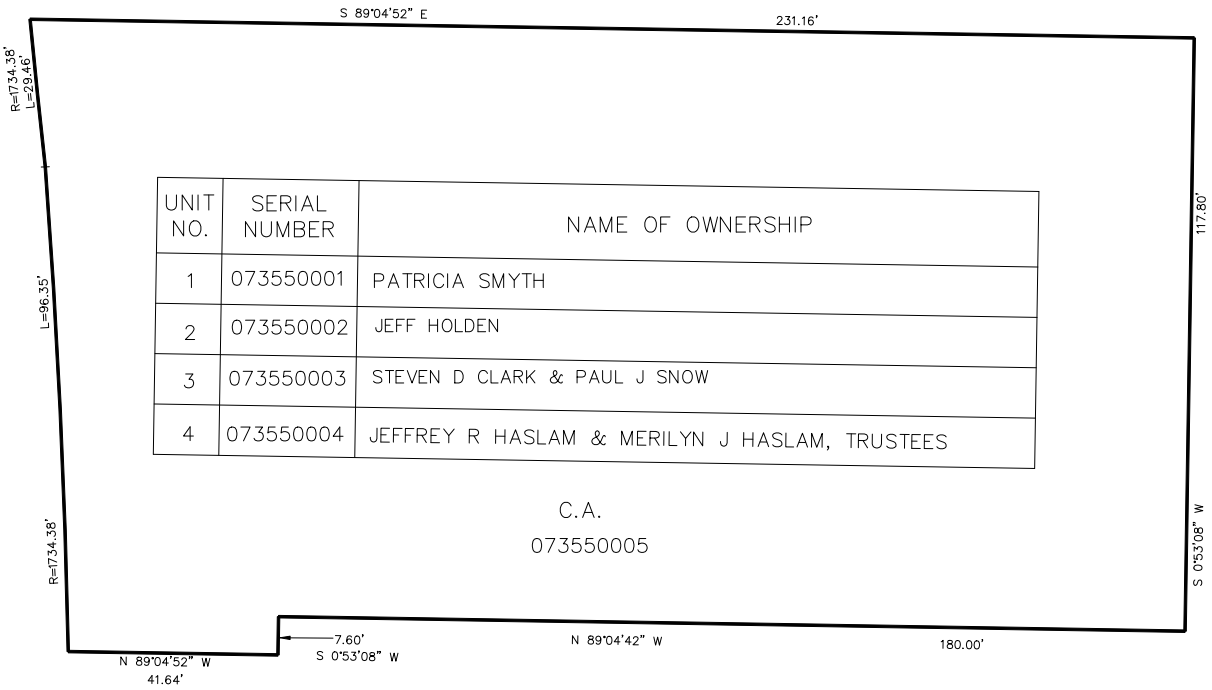 S 89°04'52" E
231.16'
R=1734.38'
L=29.46'
117.80'
UNIT NO.
SERIAL NUMBER
NAME OF OWNERSHIP
1 073550001 PATRICIA SMYTH
2 073550002 JEFF HOLDEN
3 073550003 STEVEN D CLARK & PAUL J SNOW
4 073550004 JEFFREY R HASLAM & MERILYN J HASLAM, TRUSTEES
L=96.35'
C.A.
073550005
R=1734.38'
S 0°53'08" W
7.60'
S 0°53'08" W
N 89°04'42" W
180.00'
N 89°04'52" W
41.64'